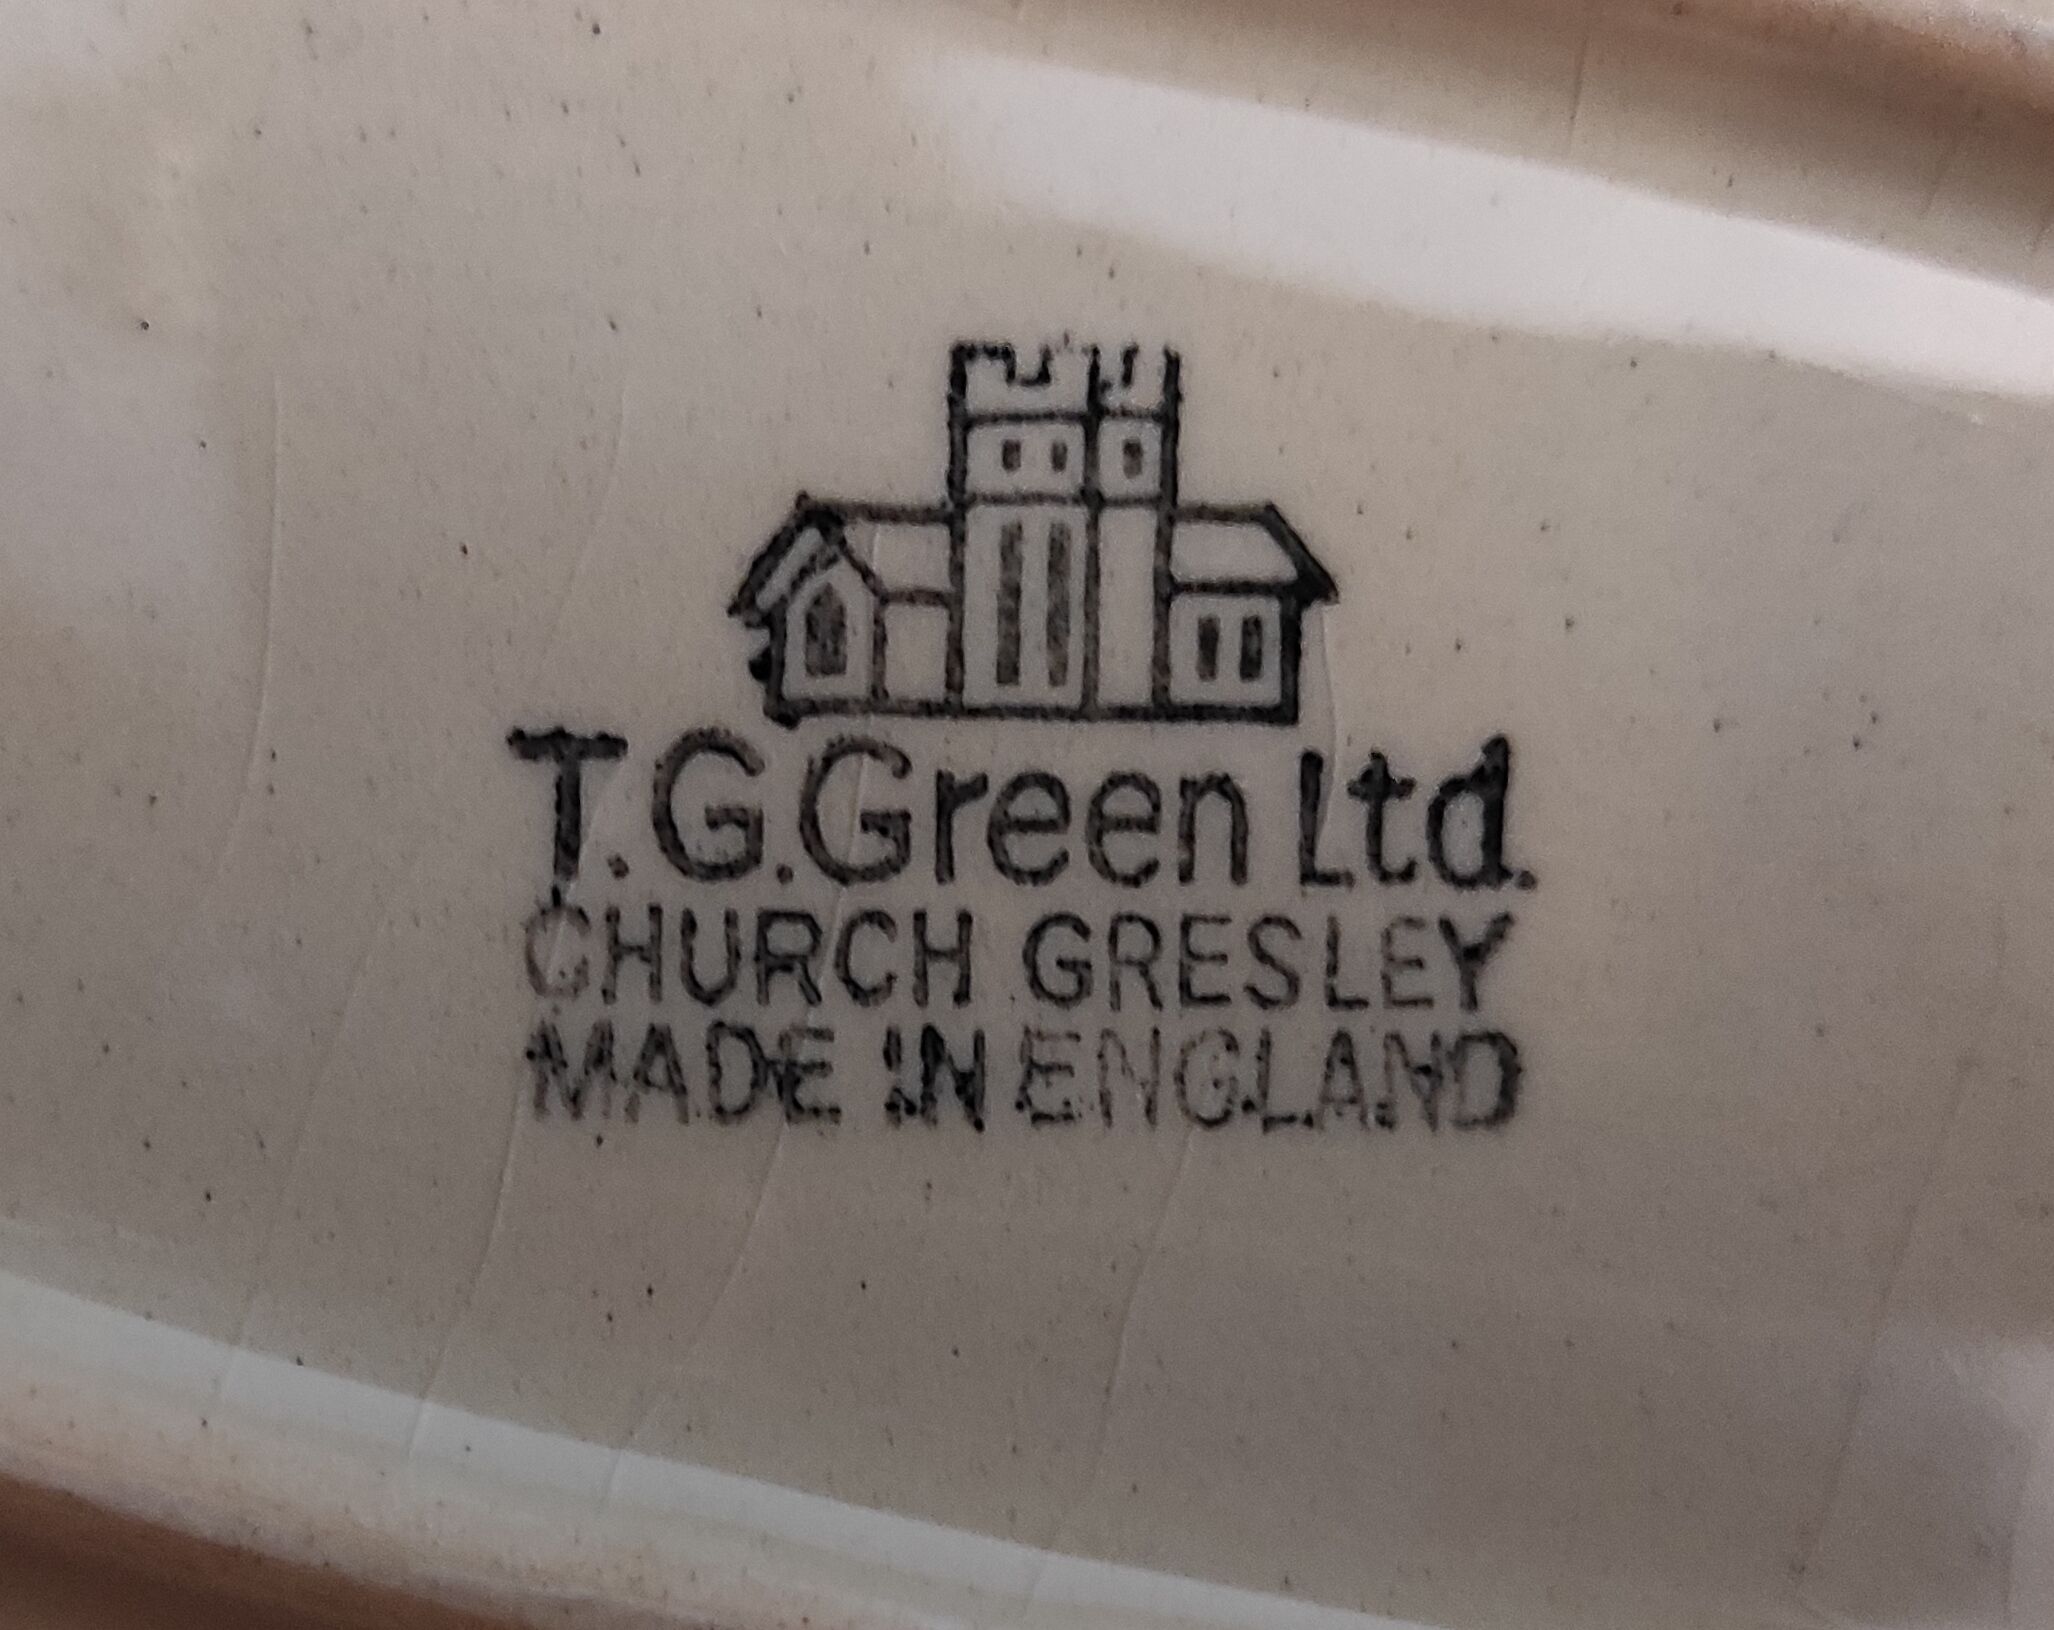 T.G.Green Ltd.
CHURCH GRESLEY
MADE IN ENGLAND